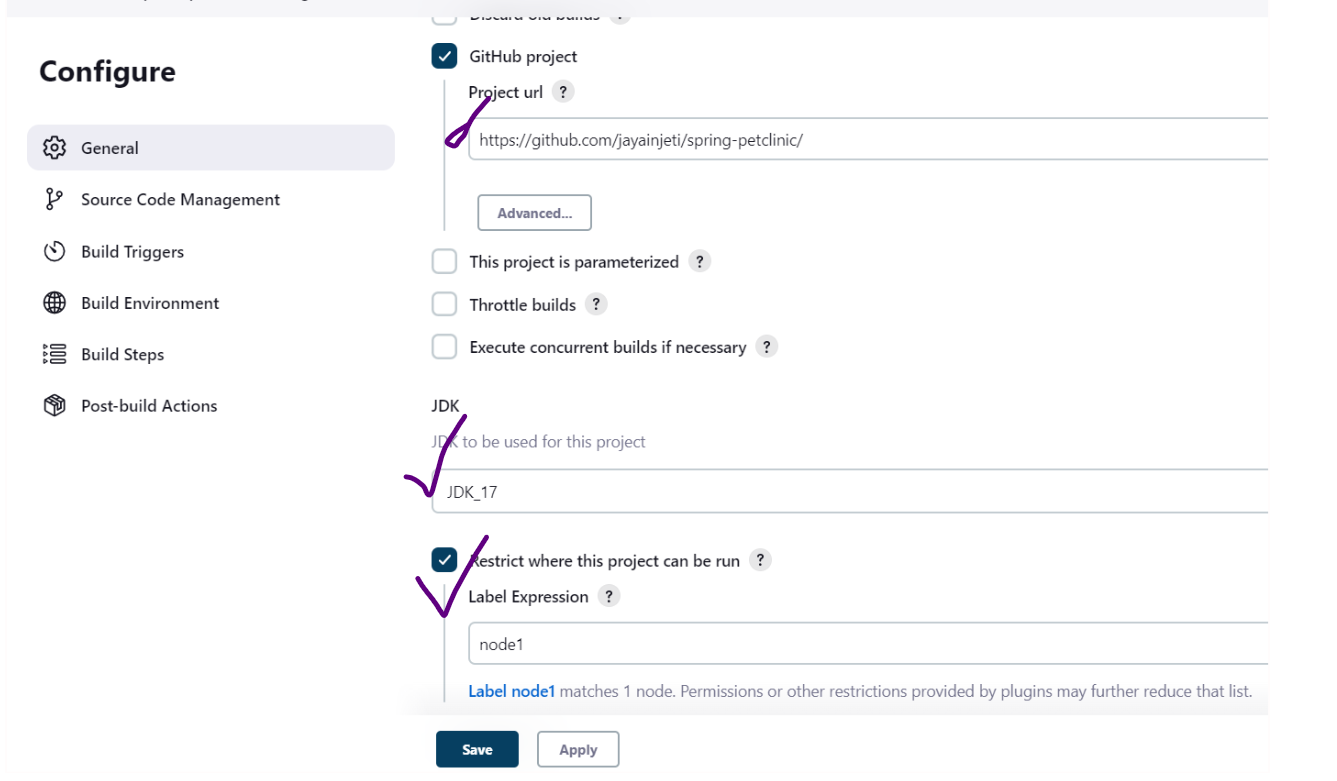 Discard old builds ?
Configure
GitHub project
Project url ?
https://github.com/jayainjeti/spring-petclinic/
Advanced...
General
Source Code Management
Build Triggers
Build Environment
Build Steps
Post-build Actions
This project is parameterized ?
Throttle builds ?
Execute concurrent builds if necessary ?
JDK
JDK to be used for this project
JDK_17
Restrict where this project can be run ?
Label Expression ?
node1
Label node1 matches 1 node. Permissions or other restrictions provided by plugins may further reduce that list.
Save
Apply